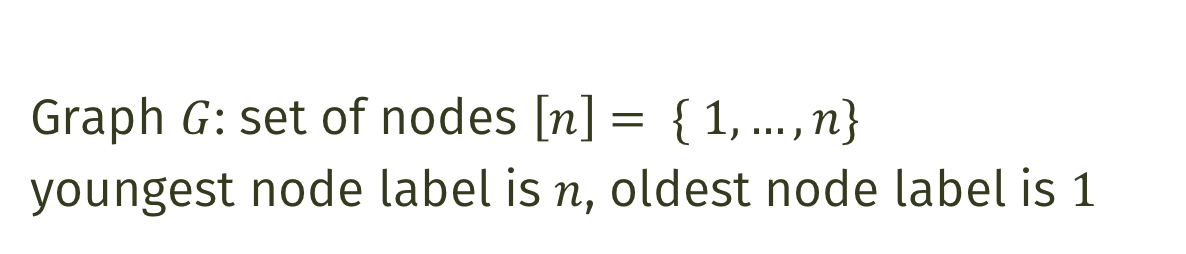 Graph G: set of nodes [n] = { 1, ... , n}
youngest node label is n, oldest node label is 1